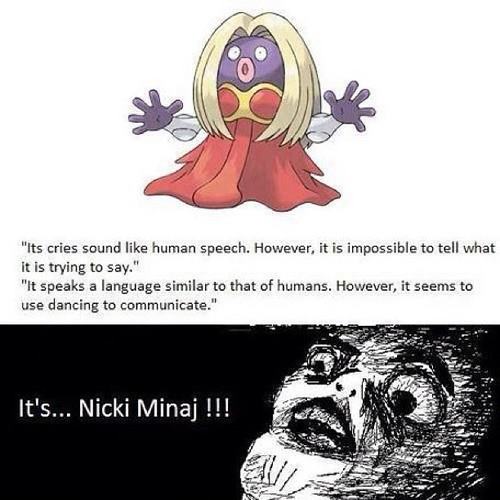 "Its cries sound like human speech. However, it is impossible to tell what
it is trying to say."
"It speaks a language similar to that of humans. However, it seems to
use dancing to communicate."
It's... Nicki Minaj !!!